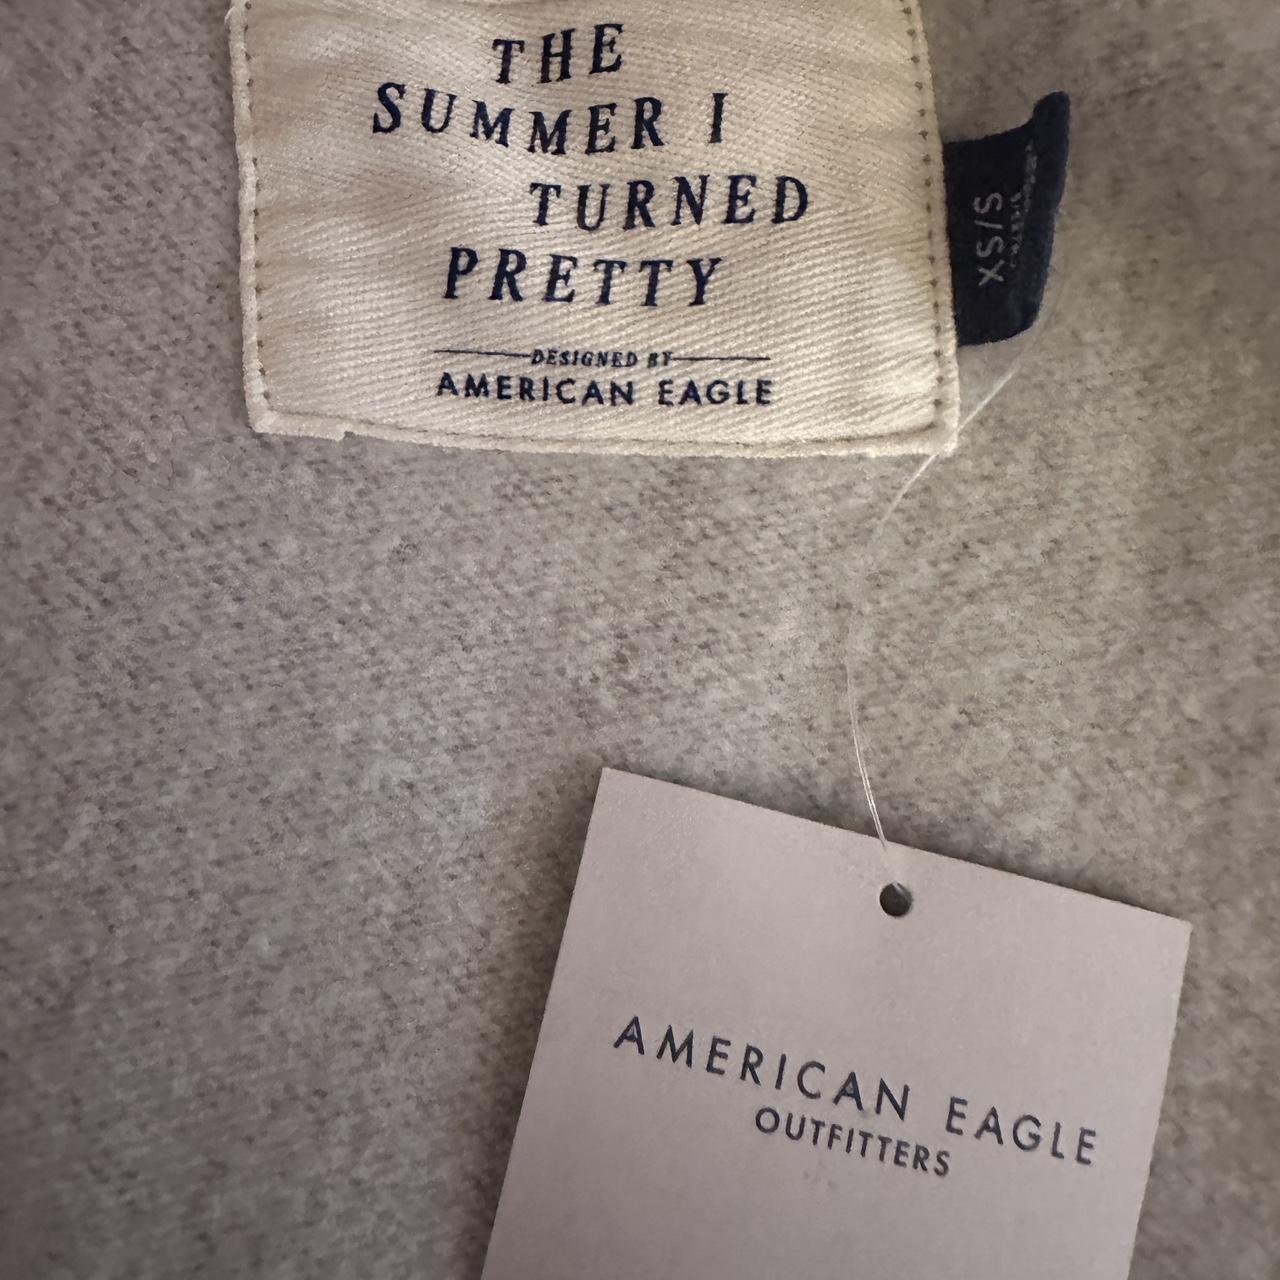 THE
SUMMER I
TURNED
PRETTY
DESIGNED BY
AMERICAN EAGLE
XS/S
AMERICAN EAGLE
OUTFITTERS